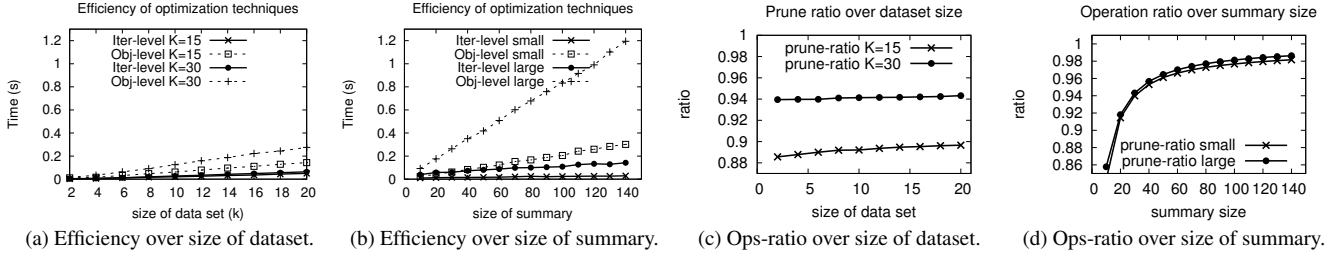 Efficiency of optimization techniques
Time (s)
1.2
1
0.8
0.6
0.4
0.2
0
Iter-level K=15
Obj-level K=15
Iter-level K=30
Obj-level K=30
2 4 6 8 10 12 14 16 18 20
size of data set (k)
(a) Efficiency over size of dataset.
Efficiency of optimization techniques
Time (s)
1.2
1
0.8
0.6
0.4
0.2
0
Iter-level small
Obj-level small
Iter-level large
Obj-level large
0 20 40 60 80 100 120 140
size of summary
(b) Efficiency over size of summary.
Prune ratio over dataset size
ratio
1
0.98
0.96
0.94
0.92
0.9
0.88
prune-ratio K=15
prune-ratio K=30
0 5 10 15 20
size of data set
(c) Ops-ratio over size of dataset.
Operation ratio over summary size
ratio
0.98
0.96
0.94
0.92
0.9
0.88
0.86
prune-ratio small
prune-ratio large
0 20 40 60 80 100 120 140
summary size
(d) Ops-ratio over size of summary.